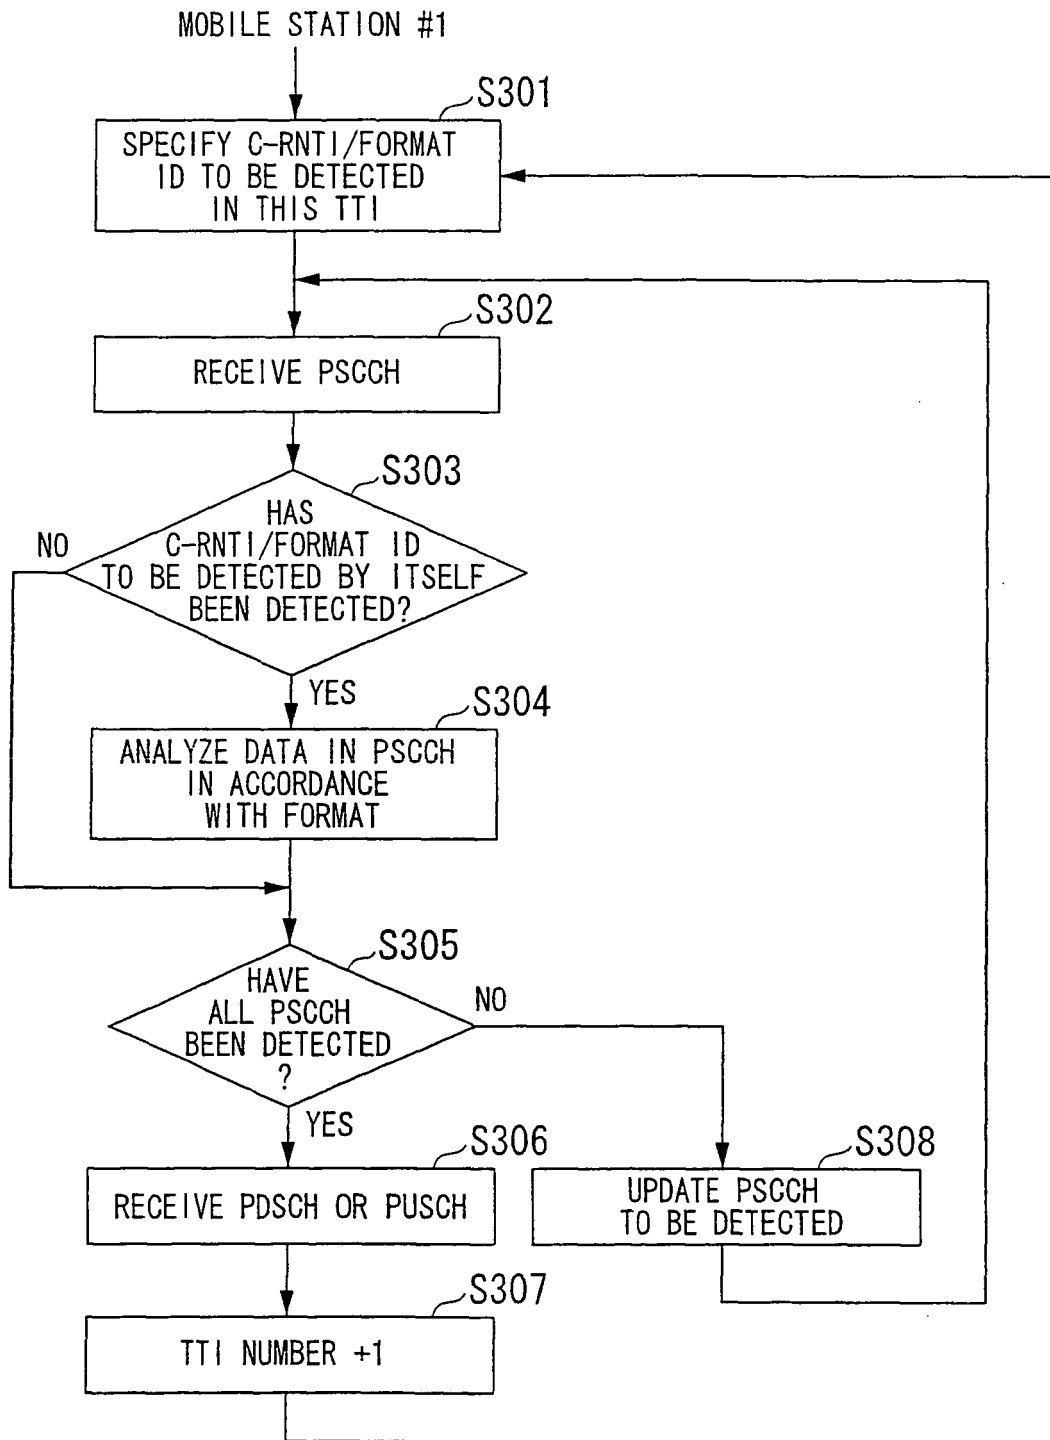 MOBILE STATION #1
S301
SPECIFY C-RNTI/FORMAT
ID TO BE DETECTED
IN THIS TTI
S302
RECEIVE PSCCH
S303
HAS
C-RNTI/FORMAT ID
TO BE DETECTED BY ITSELF
BEEN DETECTED?
NO
YES
S304
ANALYZE DATA IN PSCCH
IN ACCORDANCE
WITH FORMAT
S305
HAVE
ALL PSCCH
BEEN DETECTED
?
NO
YES
S306
RECEIVE PDSCH OR PUSCH
S308
UPDATE PSCCH
TO BE DETECTED
S307
TTI NUMBER +1